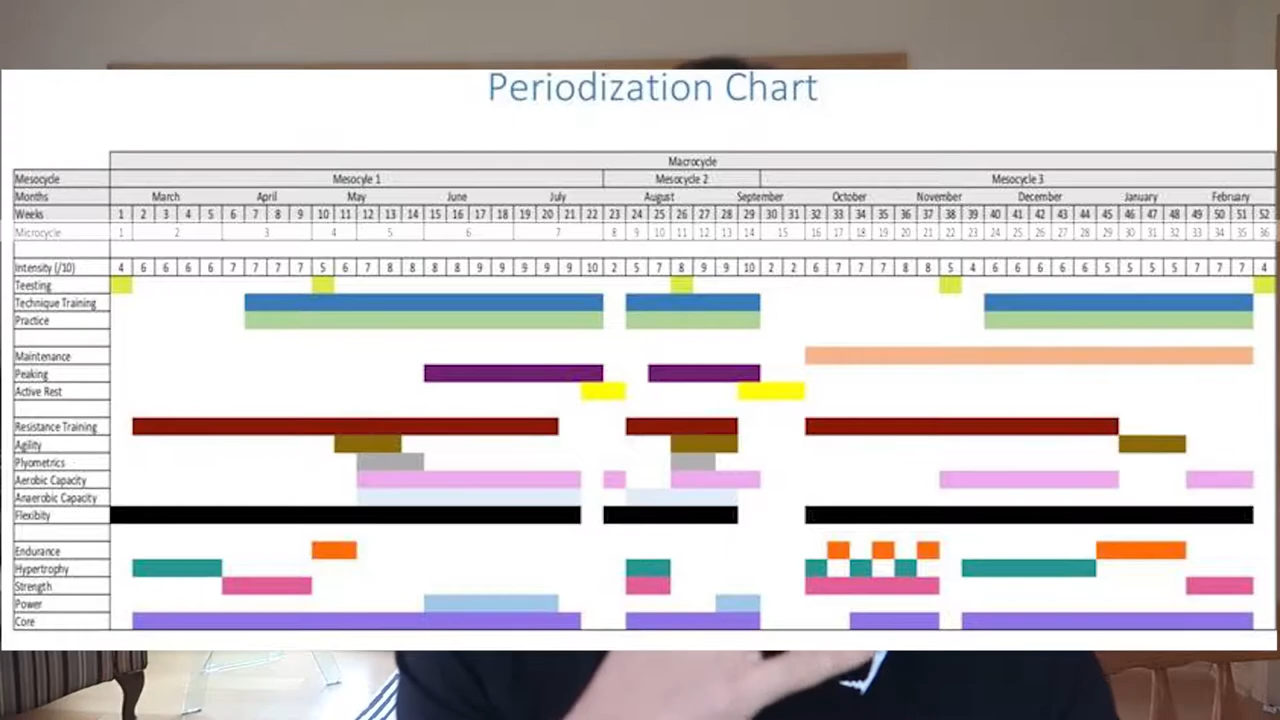 Periodization Chart
Macrocycle
Mesocycle Mesocyle 1 Mesocycle 2 Mesocycle 3
Months March April May June July August September October November December January February
Weeks 1 2 3 4 5 6 7 8 9 10 11 12 13 14 15 16 17 18 19 20 21 22 23 24 25 26 27 28 29 30 31 32 33 34 35 36 37 38 39 40 41 42 43 44 45 46 47 48 49 50 51 52
Microcycle 1 2 3 4 5 6 7 8 9 10 11 12 13 14 15 16 17 18 19 20 21 22 23 24 25 26 27 28 29 30 31 32 33 34 35 36
Intensity (/10) 4 6 6 6 6 7 7 7 7 5 6 7 8 8 8 8 9 9 9 9 9 10 2 5 7 8 9 9 10 2 2 6 7 7 7 8 8 5 4 6 6 6 6 6 6 5 5 5 7 7 7 4
Teesting
Technique Training
Practice
Maintenance
Peaking
Active Rest
Resistance Training
Agility
Plyometrics
Aerobic Capacity
Anaerobic Capacity
Flexibity
Endurance
Hypertrophy
Strength
Power
Core